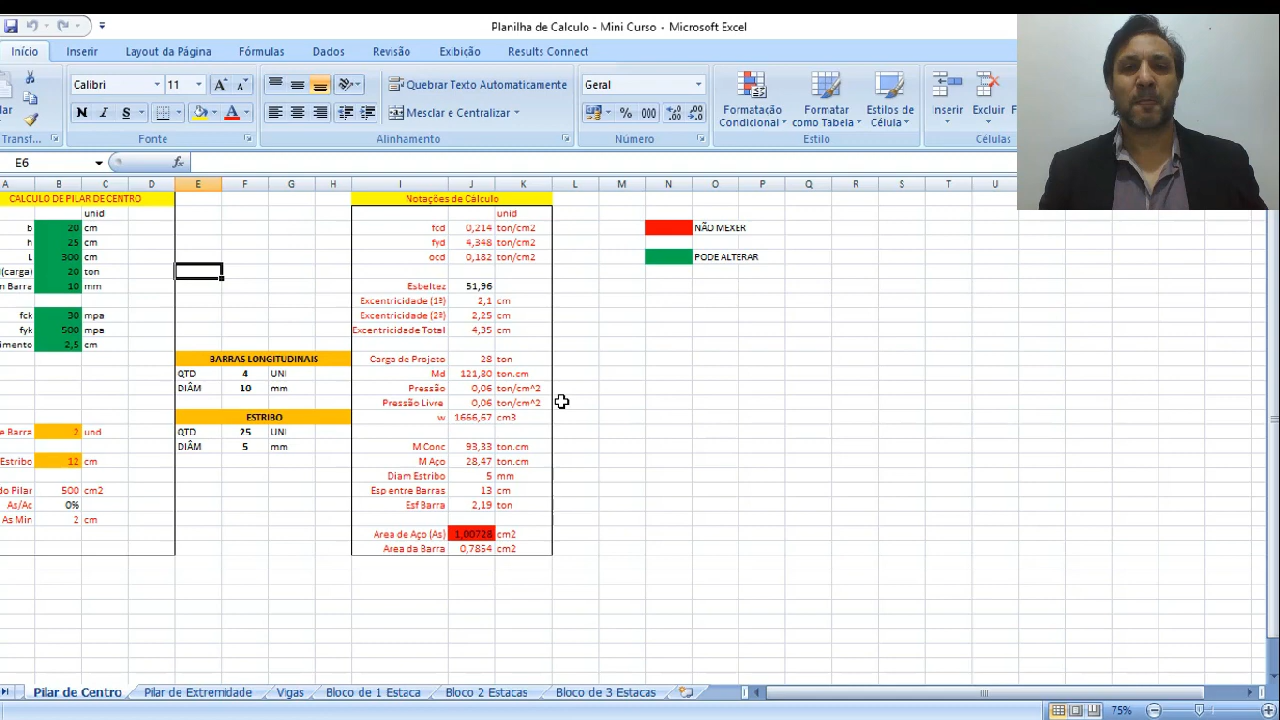 Planilha de Calculo - Mini Curso - Microsoft Excel
Início Inserir Layout da Página Fórmulas Dados Revisão Exibição Results Connect
Calibri 11 Quebrar Texto Automaticamente Geral
N I S Mesclar e Centralizar % 000 Formatação Condicional Formatar como Tabela Estilos de Célula Inserir Excluir F
Transf... Fonte Alinhamento Número Estilo Células
E6 fx
A B C D E F G H I J K L M N O P Q R S T U
CALCULO DE PILAR DE CENTRO Notações de Cálculo
unid unid
b 20 cm fcd 0,214 ton/cm2 NÃO MEXER
h 25 cm fyd 4,348 ton/cm2
L 300 cm σcd 0,182 ton/cm2 PODE ALTERAR
(carga) 20 ton
m Barra 10 mm Esbeltez 51,96
Excentricidade (1ª) 2,1 cm
fck 30 mpa Excentricidade (2ª) 2,25 cm
fyk 500 mpa Excentricidade Total 4,35 cm
imento 2,5 cm
BARRAS LONGITUDINAIS Carga de Projeto 28 ton
QTD 4 UNI Md 121,80 ton.cm
DIÂM 10 mm Pressão 0,06 ton/cm^2
Pressão Livre 0,06 ton/cm^2
ESTRIBO w 1666,67 cm3
e Barra 2 und QTD 25 UNI
DIÂM 5 mm M Conc 93,33 ton.cm
Estribo 12 cm M Aço 28,47 ton.cm
Diam Estribo 5 mm
do Pilar 500 cm2 Esp entre Barras 13 cm
As/Ac 0% Esf Barra 2,19 ton
As Min 2 cm
Area de Aço (As) 1,00728 cm2
Area da Barra 0,7854 cm2
Pilar de Centro Pilar de Extremidade Vigas Bloco de 1 Estaca Bloco 2 Estacas Bloco de 3 Estacas
75%